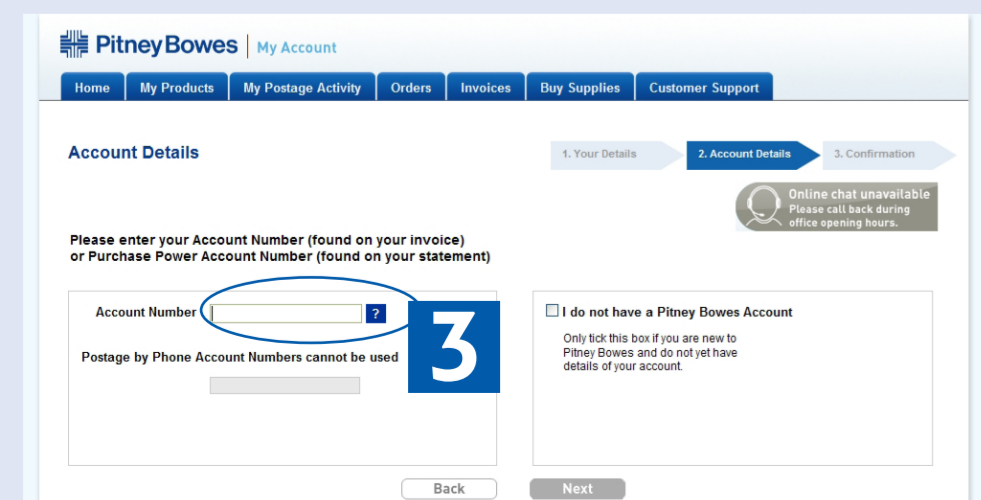 PitneyBowes | My Account
Home My Products My Postage Activity Orders Invoices Buy Supplies Customer Support
Account Details
1. Your Details 2. Account Details 3. Confirmation
Online chat unavailable
Please call back during
office opening hours.
Please enter your Account Number (found on your invoice)
or Purchase Power Account Number (found on your statement)
Account Number ?
Postage by Phone Account Numbers cannot be used
3
I do not have a Pitney Bowes Account
Only tick this box if you are new to
Pitney Bowes and do not yet have
details of your account.
Back Next